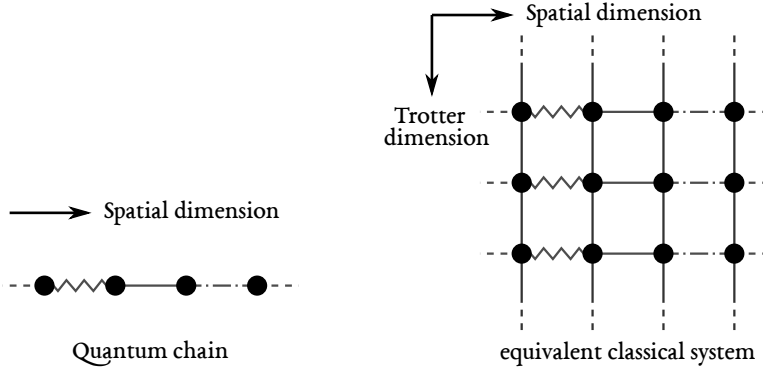 Spatial dimension
Trotter
dimension
Spatial dimension
Quantum chain
equivalent classical system